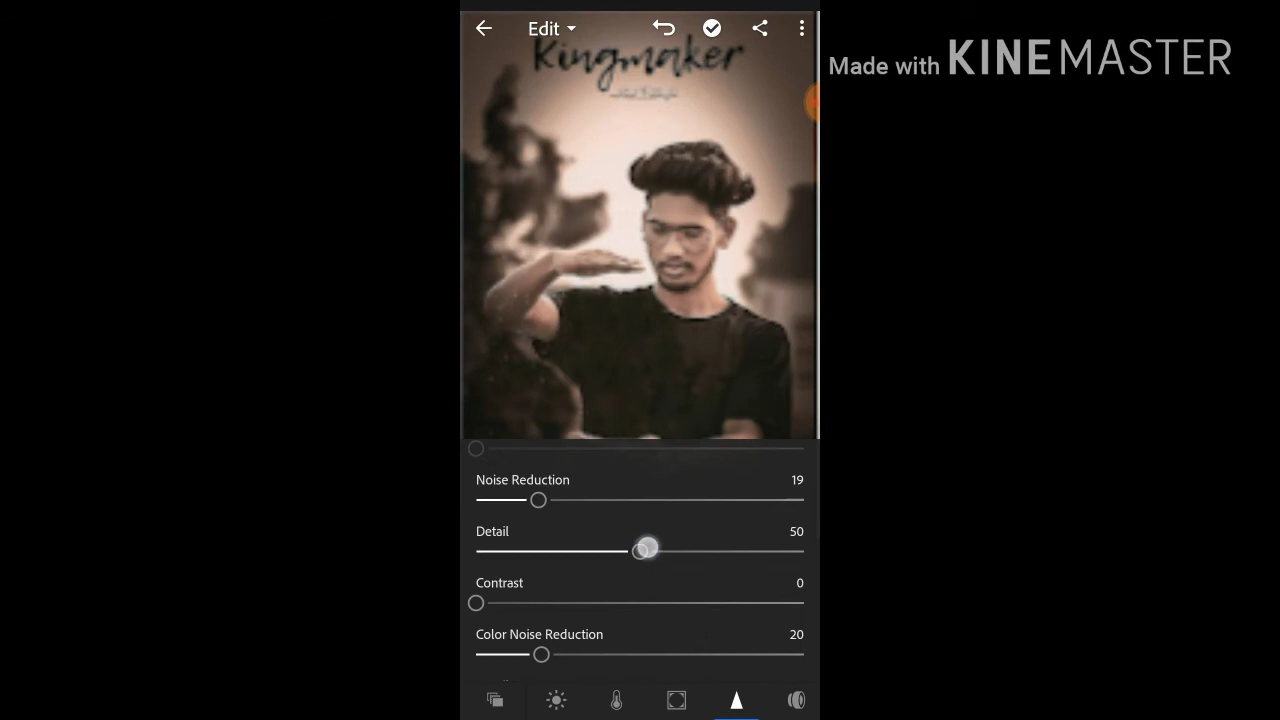 Edit
Made with KINEMASTER
Kingmaker
Noise Reduction 19
Detail 50
Contrast 0
Color Noise Reduction 20